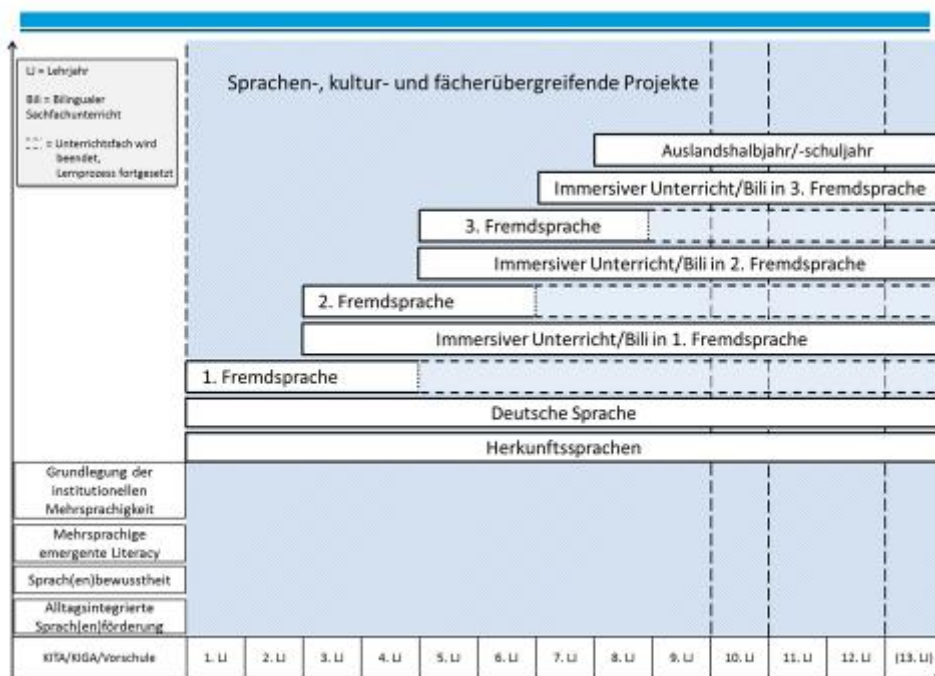 LJ = Lehrjahr
Bili = Bilingualer
Sachfachunterricht
= Unterrichtsfach wird
beendet,
Lernprozess fortgesetzt
Sprachen-, kultur- und fächerübergreifende Projekte
Auslandshalbjahr/-schuljahr
Immersiver Unterricht/Bili in 3. Fremdsprache
3. Fremdsprache
Immersiver Unterricht/Bili in 2. Fremdsprache
2. Fremdsprache
Immersiver Unterricht/Bili in 1. Fremdsprache
1. Fremdsprache
Deutsche Sprache
Herkunftssprachen
Grundlegung der
institutionellen
Mehrsprachigkeit
Mehrsprachige
emergente Literacy
Sprach(en)bewusstheit
Alltagsintegrierte
Sprach(en)förderung
KITA/KIGA/Vorschule 1. LJ 2. LJ 3. LJ 4. LJ 5. LJ 6. LJ 7. LJ 8. LJ 9. LJ 10. LJ 11. LJ 12. LJ (13. LJ)